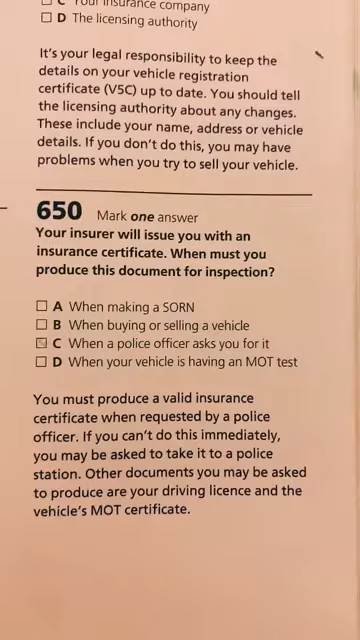 ☐ C Your insurance company
☐ D The licensing authority
It's your legal responsibility to keep the
details on your vehicle registration
certificate (V5C) up to date. You should tell
the licensing authority about any changes.
These include your name, address or vehicle
details. If you don't do this, you may have
problems when you try to sell your vehicle.
650 Mark one answer
Your insurer will issue you with an
insurance certificate. When must you
produce this document for inspection?
☐ A When making a SORN
☐ B When buying or selling a vehicle
☐ C When a police officer asks you for it
☐ D When your vehicle is having an MOT test
You must produce a valid insurance
certificate when requested by a police
officer. If you can't do this immediately,
you may be asked to take it to a police
station. Other documents you may be asked
to produce are your driving licence and the
vehicle's MOT certificate.